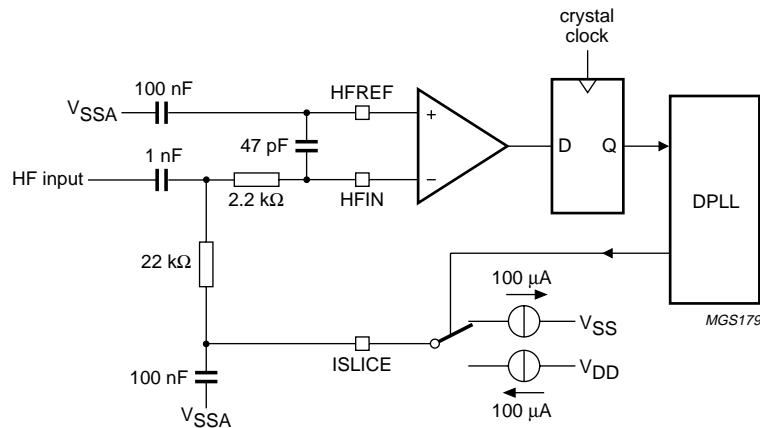 crystal
clock
100 nF
HFREF
VSSA
+
47 pF
1 nF
D
Q
HF input
−
2.2 kΩ
HFIN
DPLL
22 kΩ
100 µA
MGS179
VSS
ISLICE
VDD
100 nF
100 µA
VSSA